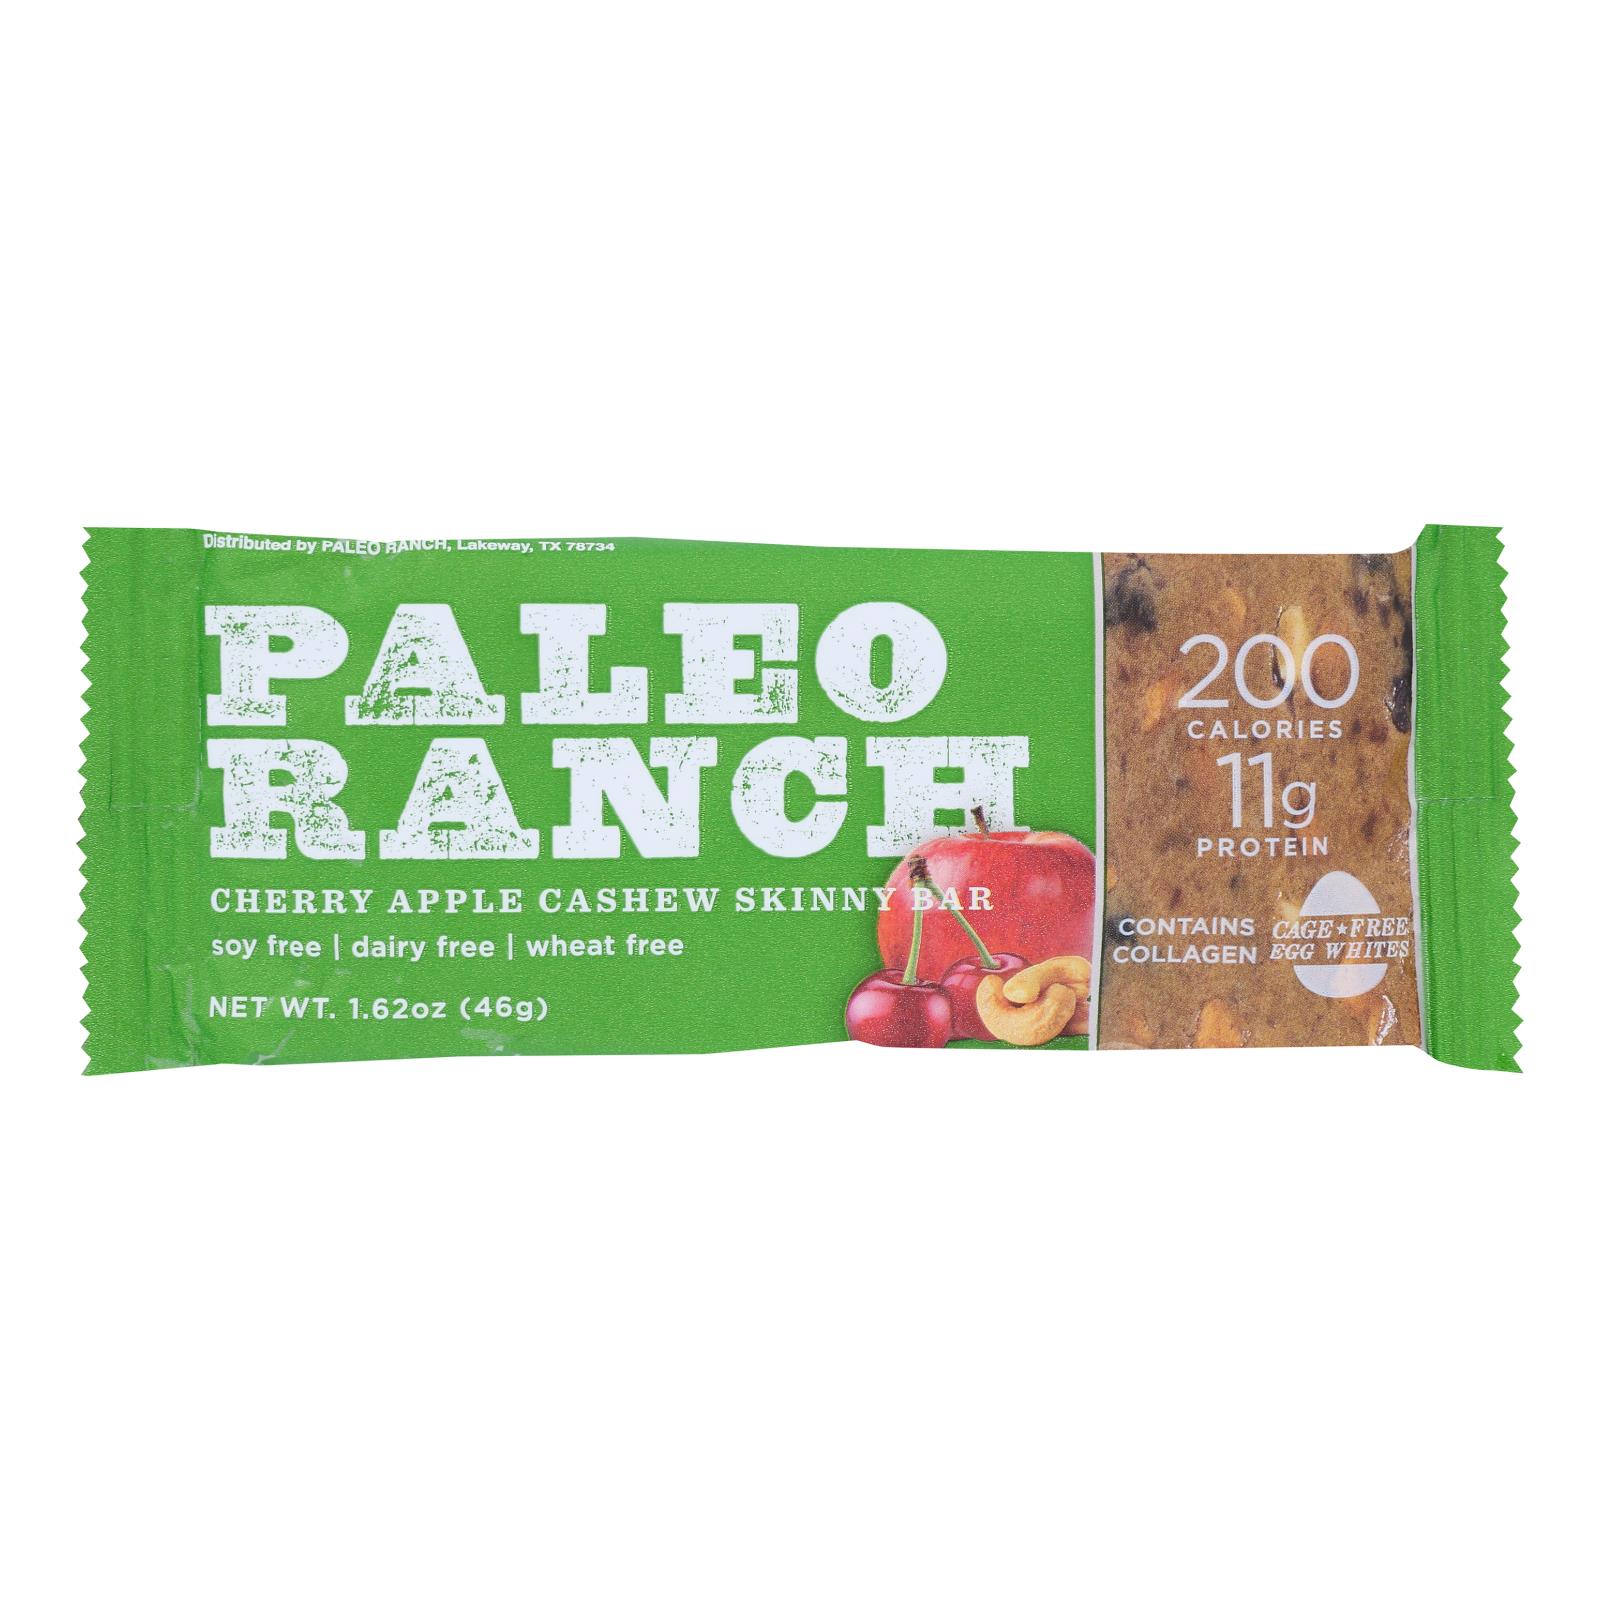 Distributed by PALEO RANCH, Lakeway, TX 78734
PALEO
RANCH
CHERRY APPLE CASHEW SKINNY BAR
soy free | dairy free | wheat free
NET WT. 1.62oz (46g)
200
CALORIES
11g
PROTEIN
CONTAINS
COLLAGEN
CAGE★FREE
EGG WHITES